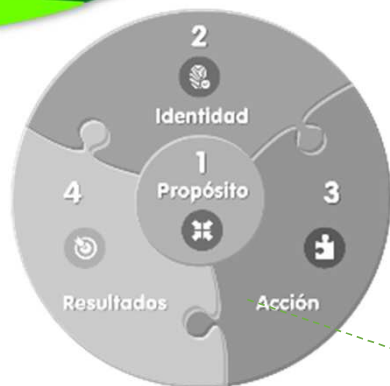 2
Identidad
1
Propósito
3
Acción
4
Resultados